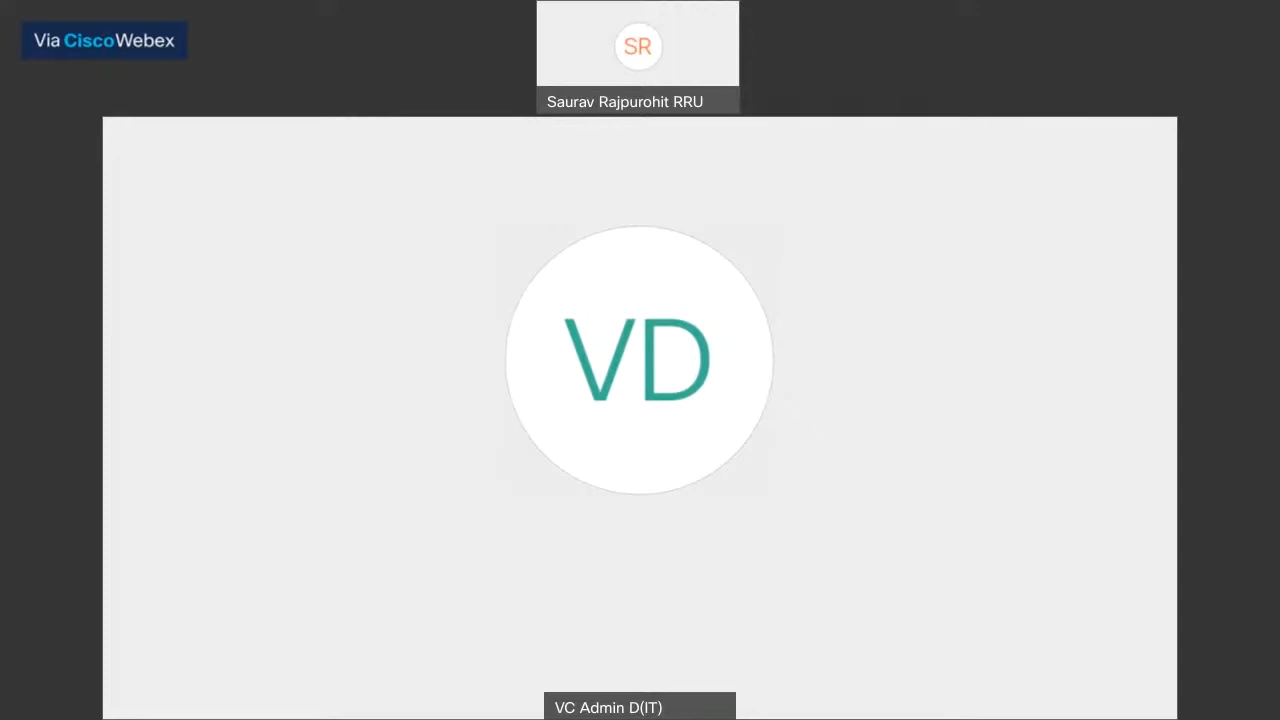 Via CiscoWebex
SR
Saurav Rajpurohit RRU
VD
VC Admin D(IT)